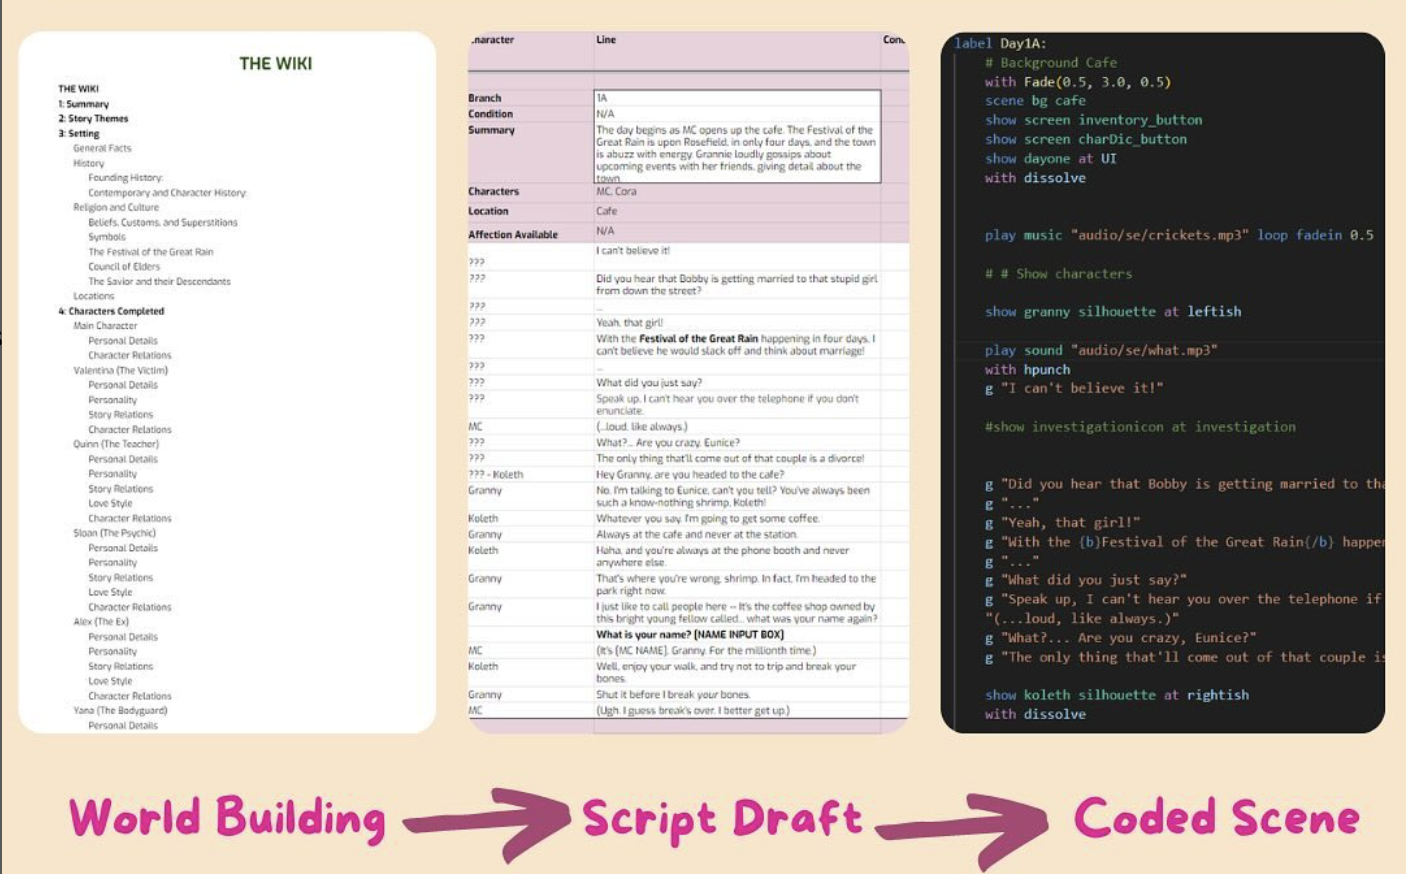 THE WIKI
THE WIKI
1: Summary
2: Story Themes
3: Setting
General Facts
History
Founding History:
Contemporary and Character History:
Religion and Culture
Beliefs, Customs, and Superstitions
Symbols
The Festival of the Great Rain
Council of Elders
The Savior and their Descendants
Locations
4: Characters Completed
Main Character
Personal Details
Character Relations
Valentina (The Victim)
Personal Details
Personality
Story Relations
Character Relations
Quinn (The Teacher)
Personal Details
Personality
Story Relations
Love Style
Character Relations
Sloan (The Psychic)
Personal Details
Personality
Story Relations
Love Style
Character Relations
Alex (The Ex)
Personal Details
Personality
Story Relations
Love Style
Character Relations
Yana (The Bodyguard)
Personal Details
haracter Line Con
Branch 1A
Condition N/A
Summary The day begins as MC opens up the cafe. The Festival of the
Great Rain is upon Rosefield, in only four days, and the town
is abuzz with energy. Grannie loudly gossips about
upcoming events with her friends, giving detail about the
town.
Characters MC, Cora
Location Cafe
Affection Available N/A
??? I can't believe it!
??? Did you hear that Bobby is getting married to that stupid girl
from down the street?
??? ...
??? Yeah, that girl!
??? With the Festival of the Great Rain happening in four days, I
can't believe he would slack off and think about marriage!
??? ...
??? What did you just say?
??? Speak up, I can't hear you over the telephone if you don't
enunciate.
MC (...loud, like always.)
??? What?... Are you crazy, Eunice?
??? The only thing that'll come out of that couple is a divorce!
??? - Koleth Hey Granny, are you headed to the cafe?
Granny No, I'm talking to Eunice, can't you tell? You've always been
such a know-nothing shrimp, Koleth!
Koleth Whatever you say. I'm going to get some coffee.
Granny Always at the cafe and never at the station.
Koleth Haha, and you're always at the phone booth and never
anywhere else.
Granny That's where you're wrong, shrimp. In fact, I'm headed to the
park right now.
Granny I just like to call people here -- It's the coffee shop owned by
this bright young fellow called... what was your name again?
What is your name? [NAME INPUT BOX]
MC (It's [MC NAME], Granny. For the millionth time.)
Koleth Well, enjoy your walk, and try not to trip and break your
bones.
Granny Shut it before I break your bones.
MC (Ugh. I guess break's over. I better get up.)
label Day1A:
# Background Cafe
with Fade(0.5, 3.0, 0.5)
scene bg cafe
show screen inventory_button
show screen charDic_button
show dayone at UI
with dissolve
play music "audio/se/crickets.mp3" loop fadein 0.5
# # Show characters
show granny silhouette at leftish
play sound "audio/se/what.mp3"
with hpunch
g "I can't believe it!"
#show investigationicon at investigation
g "Did you hear that Bobby is getting married to tha
g "..."
g "Yeah, that girl!"
g "With the {b}Festival of the Great Rain{/b} happer
g "..."
g "What did you just say?"
g "Speak up, I can't hear you over the telephone if
"(...loud, like always.)"
g "What?... Are you crazy, Eunice?"
g "The only thing that'll come out of that couple is
show koleth silhouette at rightish
with dissolve
World Building Script Draft Coded Scene